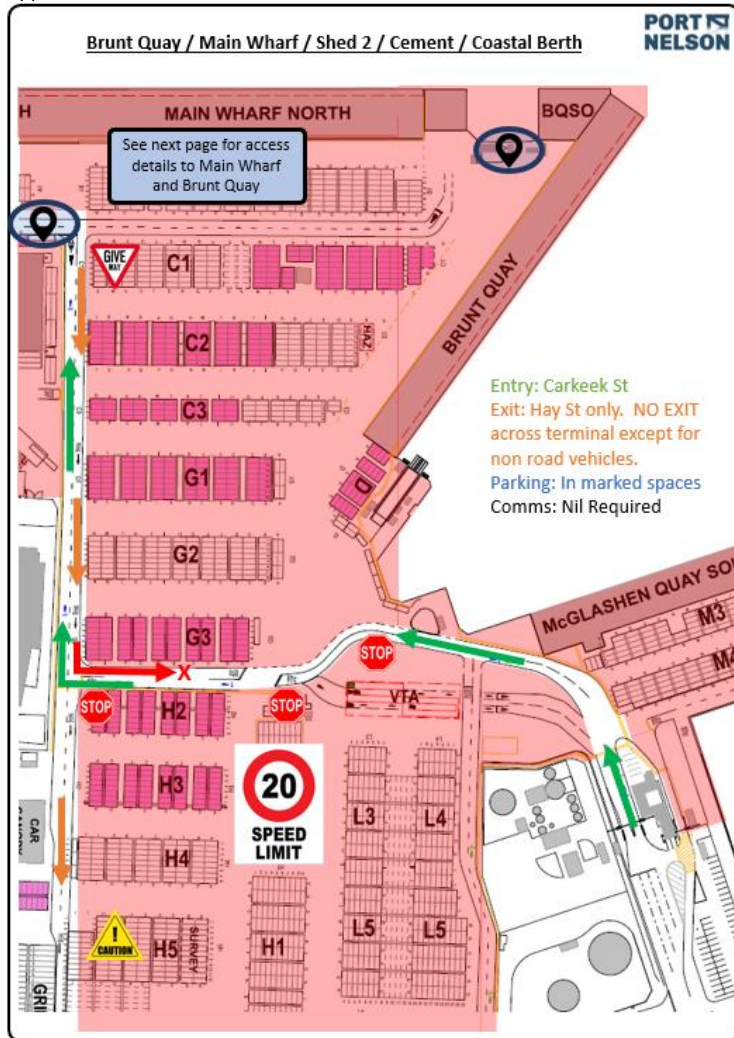 Brunt Quay / Main Wharf / Shed 2 / Cement / Coastal Berth
PORT
NELSON
H
MAIN WHARF NORTH
BQSO
See next page for access
details to Main Wharf
and Brunt Quay
GIVE
WAY
C1
C2
HAZ
BRUNT QUAY
C3
Entry: Carkeek St
Exit: Hay St only. NO EXIT
across terminal except for
non road vehicles.
Parking: In marked spaces
Comms: Nil Required
G1
D
G2
McGLASHEN QUAY SOU
G3
M3
M4
STOP
X
VTA
STOP
STOP
H2
20
SPEED
LIMIT
H3
L3
L4
CAR
H4
CAUTION
H5
SURVEY
H1
L5
L5
GRI